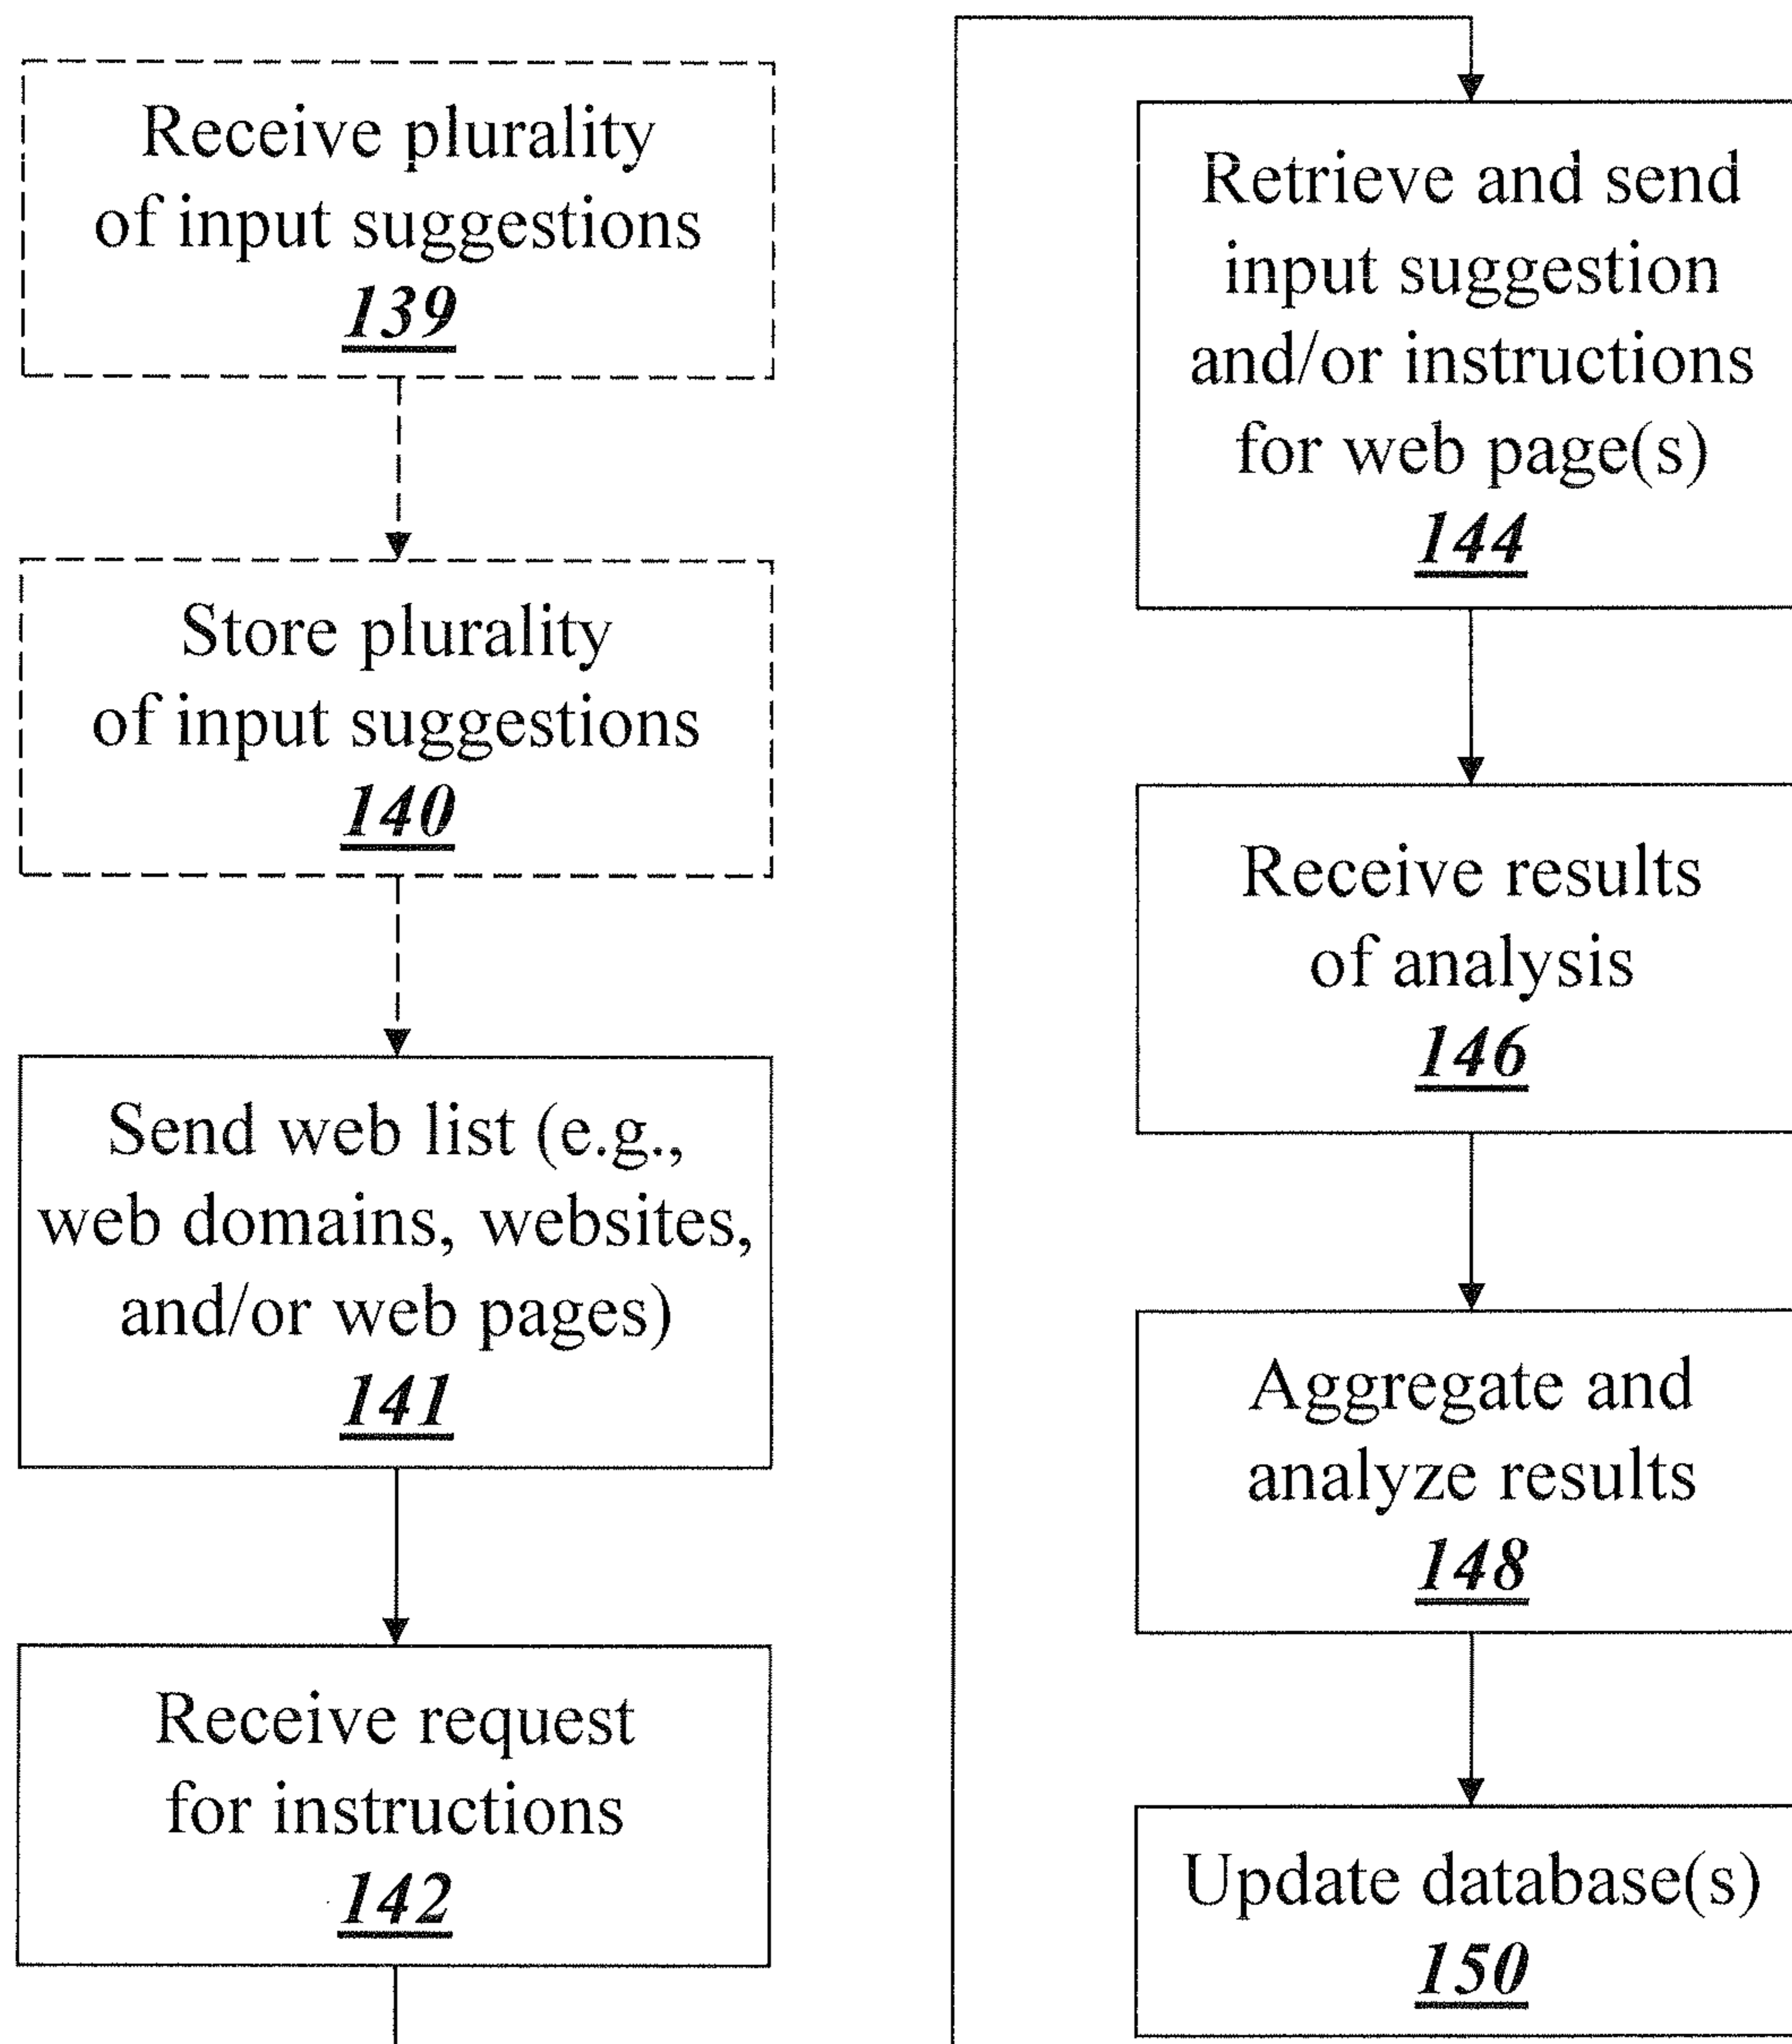 Receive plurality
of input suggestions
139
Store plurality
of input suggestions
140
Send web list (e.g.,
web domains, websites,
and/or web pages)
141
Receive request
for instructions
142
Retrieve and send
input suggestion
and/or instructions
for web page(s)
144
Receive results
of analysis
146
Aggregate and
analyze results
148
Update database(s)
150